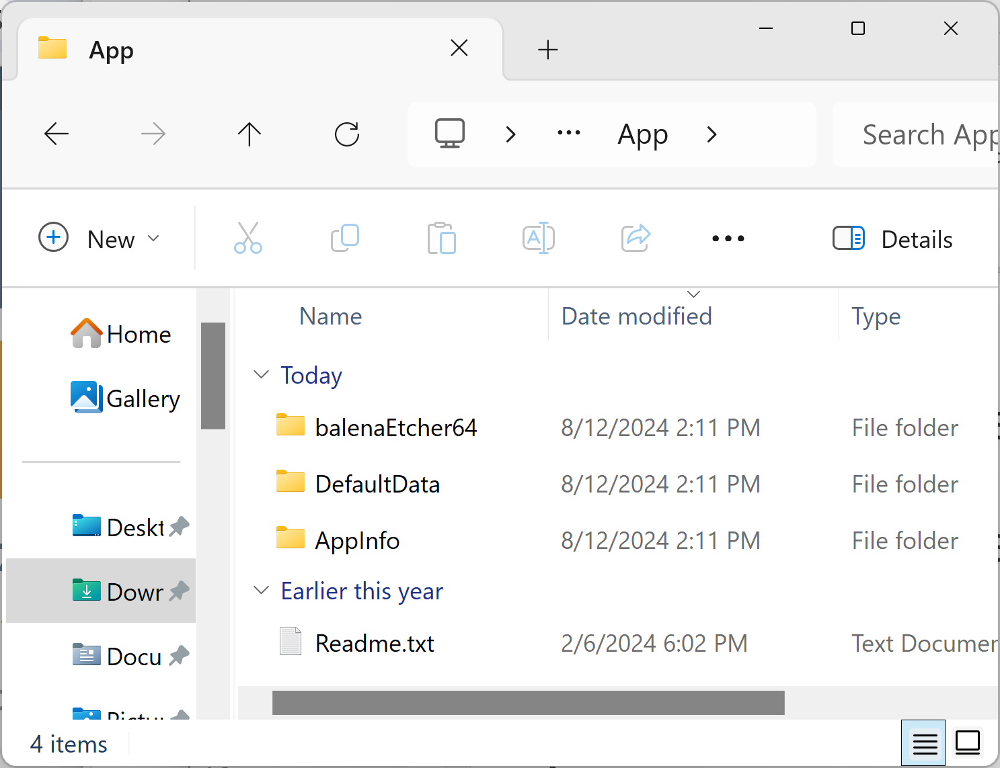 App
App
Search App
New
Details
Home
Gallery
Deskt
Down
Docu
Name
Date modified
Type
Today
balenaEtcher64 8/12/2024 2:11 PM File folder
DefaultData 8/12/2024 2:11 PM File folder
AppInfo 8/12/2024 2:11 PM File folder
Earlier this year
Readme.txt 2/6/2024 6:02 PM Text Documen
4 items